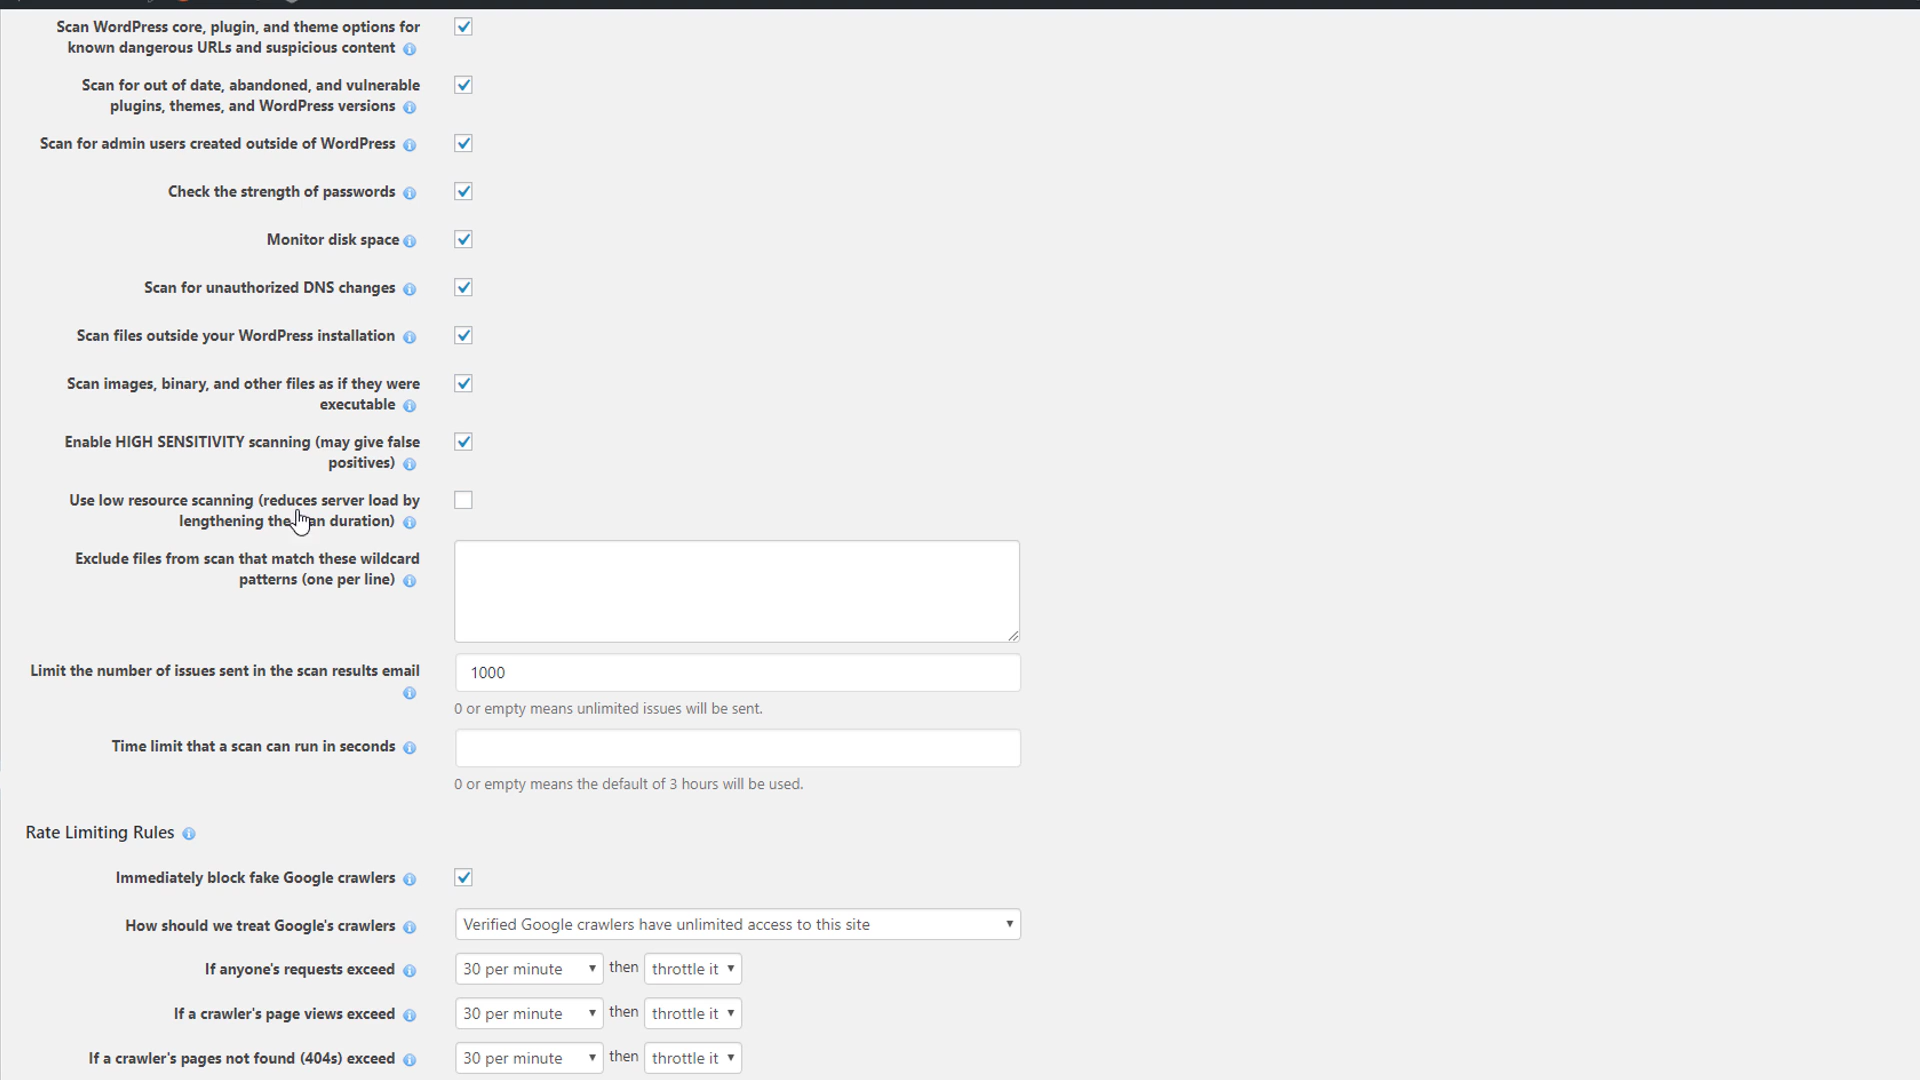 Scan WordPress core, plugin, and theme options for
known dangerous URLs and suspicious content
Scan for out of date, abandoned, and vulnerable
plugins, themes, and WordPress versions
Scan for admin users created outside of WordPress
Check the strength of passwords
Monitor disk space
Scan for unauthorized DNS changes
Scan files outside your WordPress installation
Scan images, binary, and other files as if they were
executable
Enable HIGH SENSITIVITY scanning (may give false
positives)
Use low resource scanning (reduces server load by
lengthening the duration)
Exclude files from scan that match these wildcard
patterns (one per line)
Limit the number of issues sent in the scan results email
1000
0 or empty means unlimited issues will be sent.
Time limit that a scan can run in seconds
0 or empty means the default of 3 hours will be used.
Rate Limiting Rules
Immediately block fake Google crawlers
How should we treat Google's crawlers
Verified Google crawlers have unlimited access to this site
If anyone's requests exceed 30 per minute then throttle it
If a crawler's page views exceed 30 per minute then throttle it
If a crawler's pages not found (404s) exceed 30 per minute then throttle it